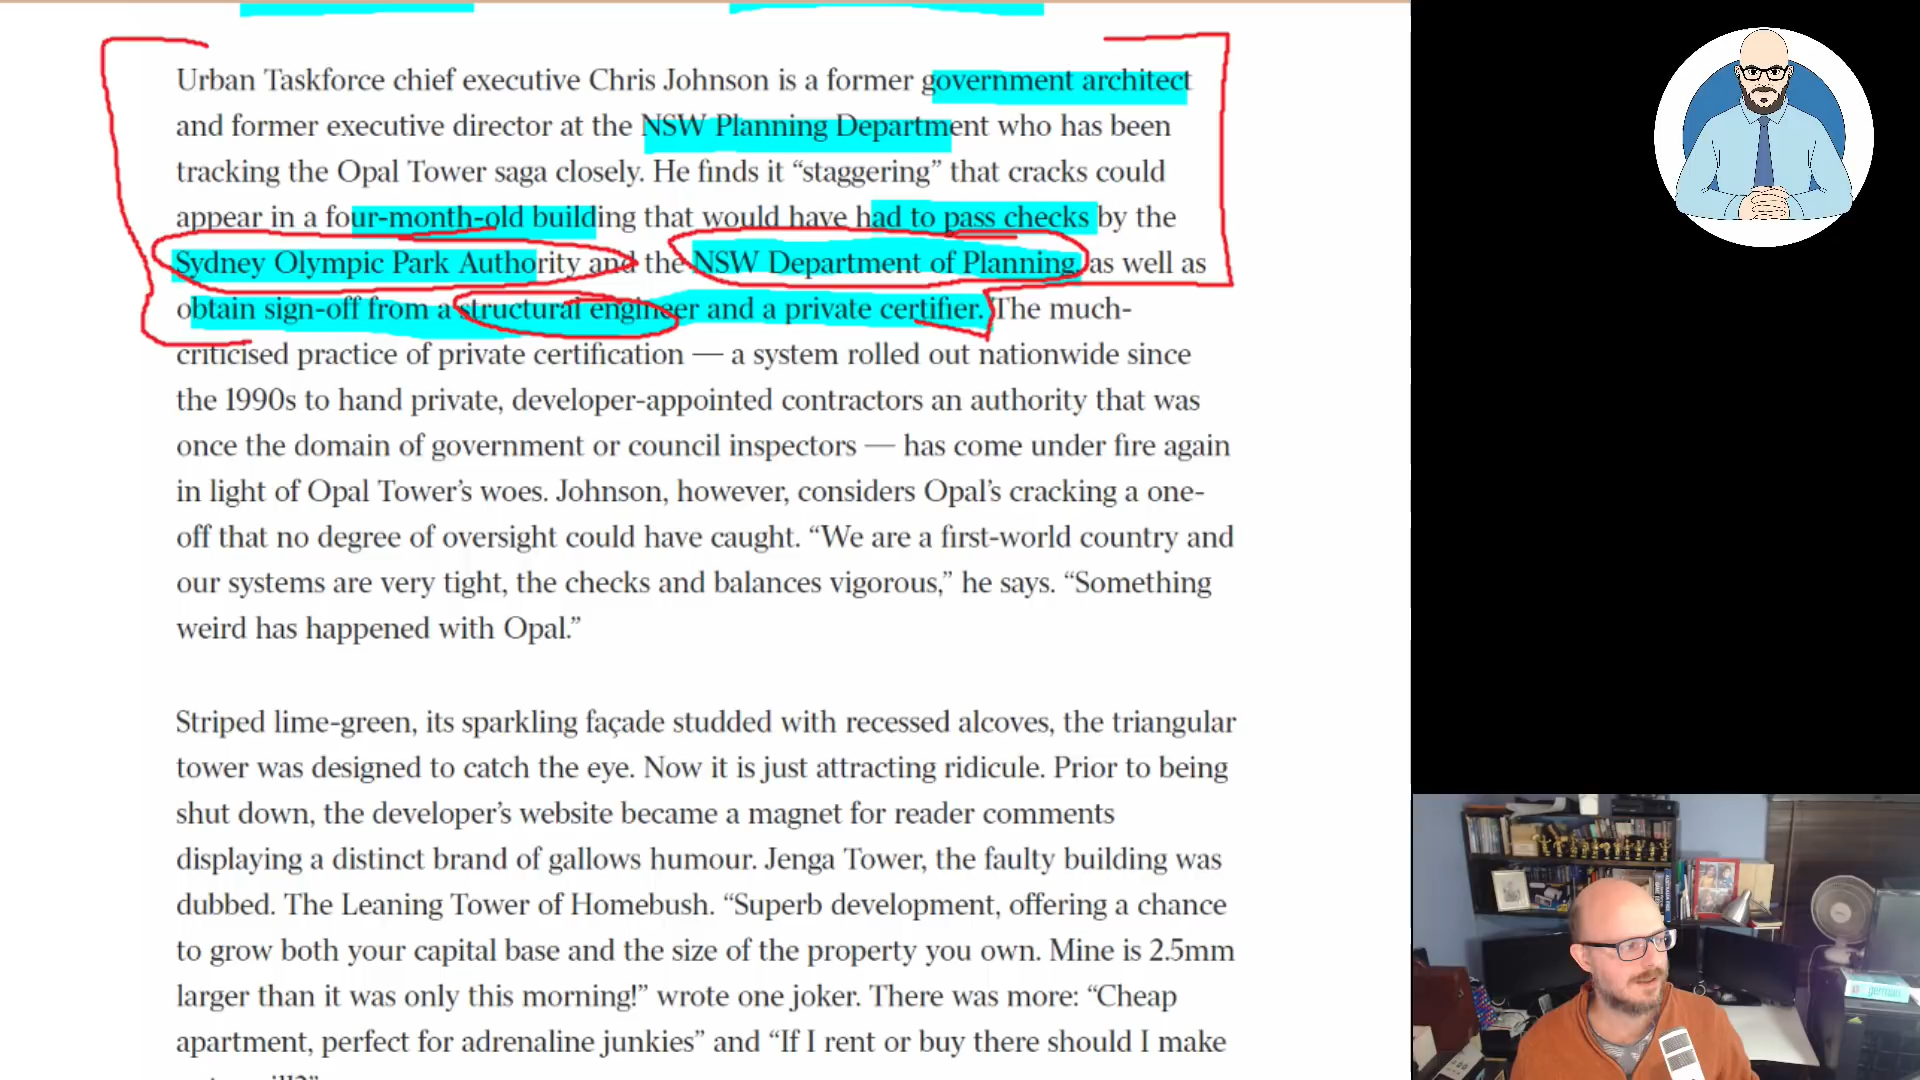 Urban Taskforce chief executive Chris Johnson is a former government architect
and former executive director at the NSW Planning Department who has been
tracking the Opal Tower saga closely. He finds it “staggering” that cracks could
appear in a four-month-old building that would have had to pass checks by the
Sydney Olympic Park Authority and the NSW Department of Planning, as well as
obtain sign-off from a structural engineer and a private certifier. The much-
criticised practice of private certification — a system rolled out nationwide since
the 1990s to hand private, developer-appointed contractors an authority that was
once the domain of government or council inspectors — has come under fire again
in light of Opal Tower’s woes. Johnson, however, considers Opal’s cracking a one-
off that no degree of oversight could have caught. “We are a first-world country and
our systems are very tight, the checks and balances vigorous,” he says. “Something
weird has happened with Opal.”
Striped lime-green, its sparkling façade studded with recessed alcoves, the triangular
tower was designed to catch the eye. Now it is just attracting ridicule. Prior to being
shut down, the developer’s website became a magnet for reader comments
displaying a distinct brand of gallows humour. Jenga Tower, the faulty building was
dubbed. The Leaning Tower of Homebush. “Superb development, offering a chance
to grow both your capital base and the size of the property you own. Mine is 2.5mm
larger than it was only this morning!” wrote one joker. There was more: “Cheap
apartment, perfect for adrenaline junkies” and “If I rent or buy there should I make
german